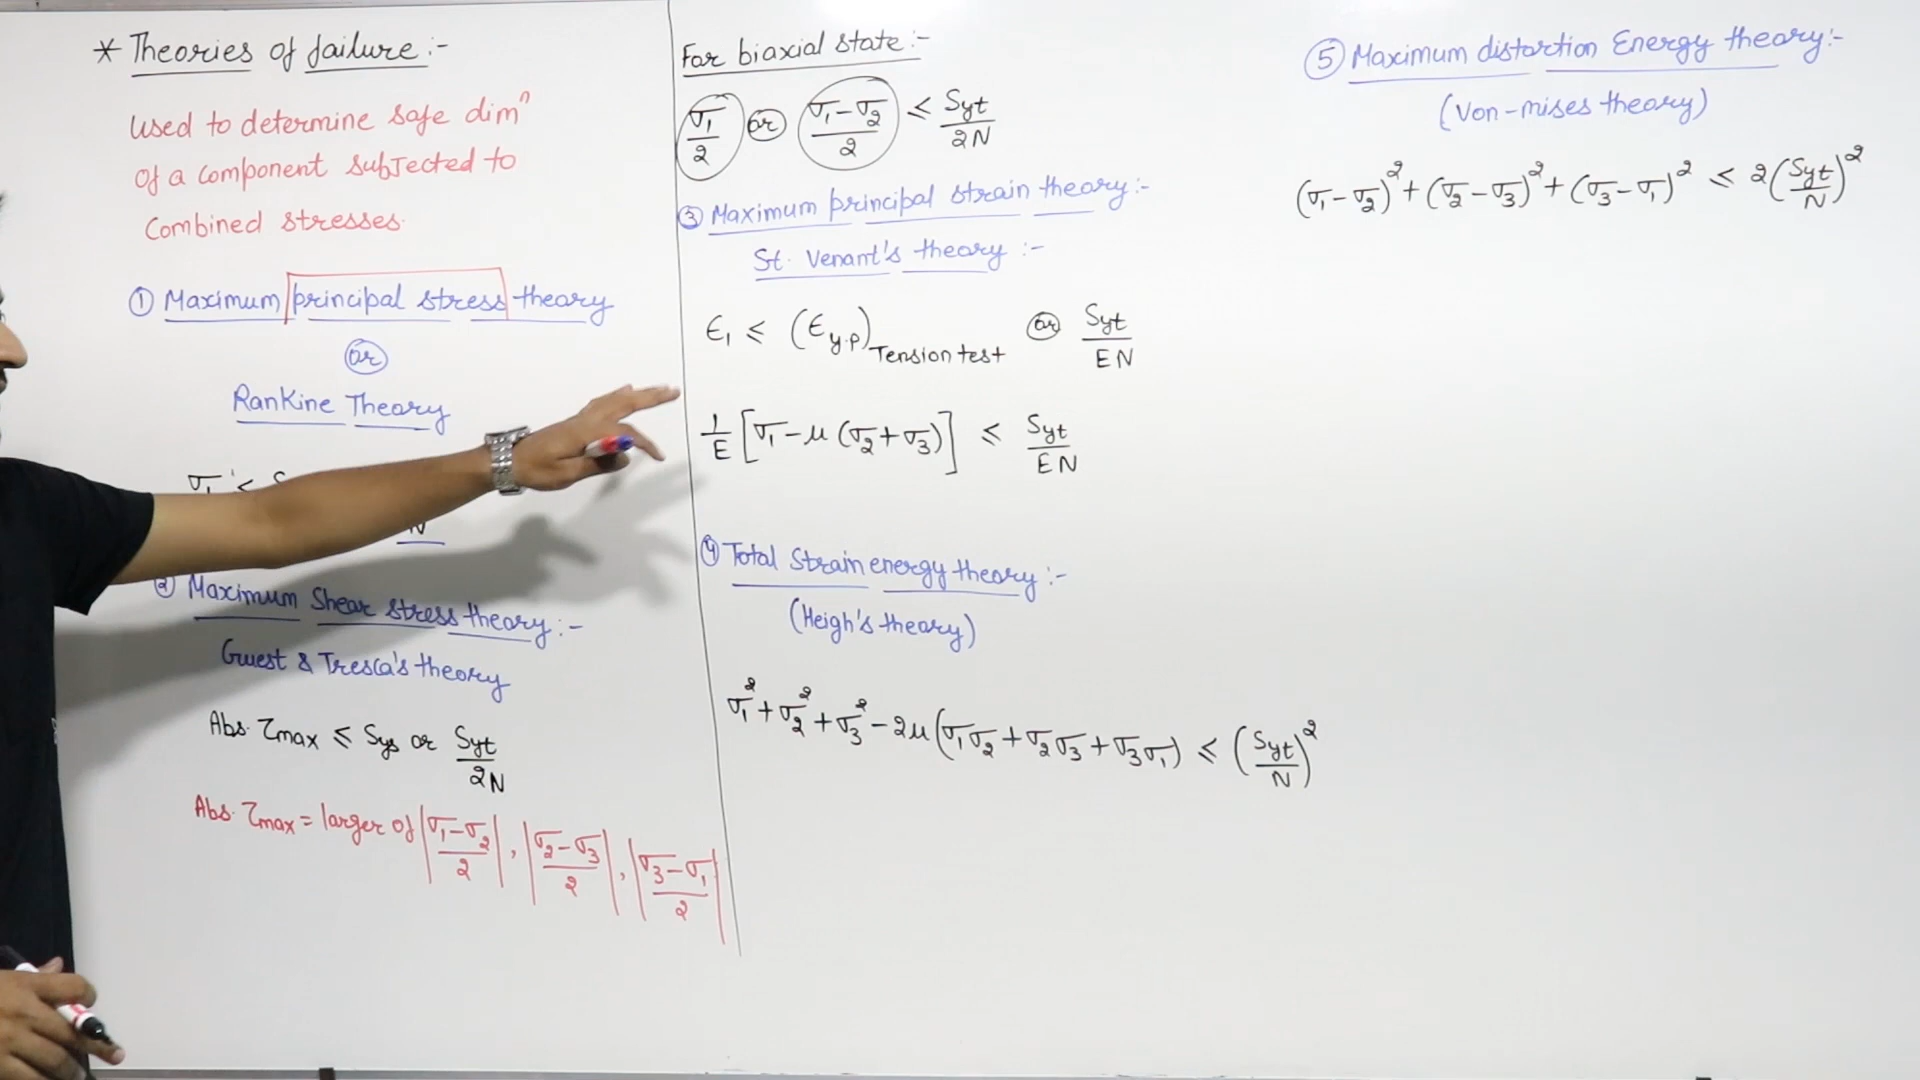 * Theories of failure :-
used to determine safe dimⁿ
of a component subjected to
Combined stresses.
① Maximum principal stress theory
(or)
Rankine Theory
σ₁ ≤ S
N
② Maximum Shear stress theory :-
Guest & Tresca's theory
Abs. τmax ≤ Sys or Syt/2N
Abs. τmax = larger of |(σ₁-σ₂)/2|, |(σ₂-σ₃)/2|, |(σ₃-σ₁)/2|
For biaxial state :-
σ₁/2 (or) (σ₁-σ₂)/2 ≤ Syt/2N
③ Maximum principal strain theory :-
St. Venant's theory :-
ϵ₁ ≤ (ϵy.p)Tension test (or) Syt/EN
1/E [σ₁-μ(σ₂+σ₃)] ≤ Syt/EN
④ Total Strain energy theory :-
(Heigh's theory)
σ₁² + σ₂² + σ₃² - 2μ(σ₁σ₂ + σ₂σ₃ + σ₃σ₁) ≤ (Syt/N)²
⑤ Maximum distortion Energy theory :-
(Von-mises theory)
(σ₁-σ₂)² + (σ₂-σ₃)² + (σ₃-σ₁)² ≤ 2(Syt/N)²